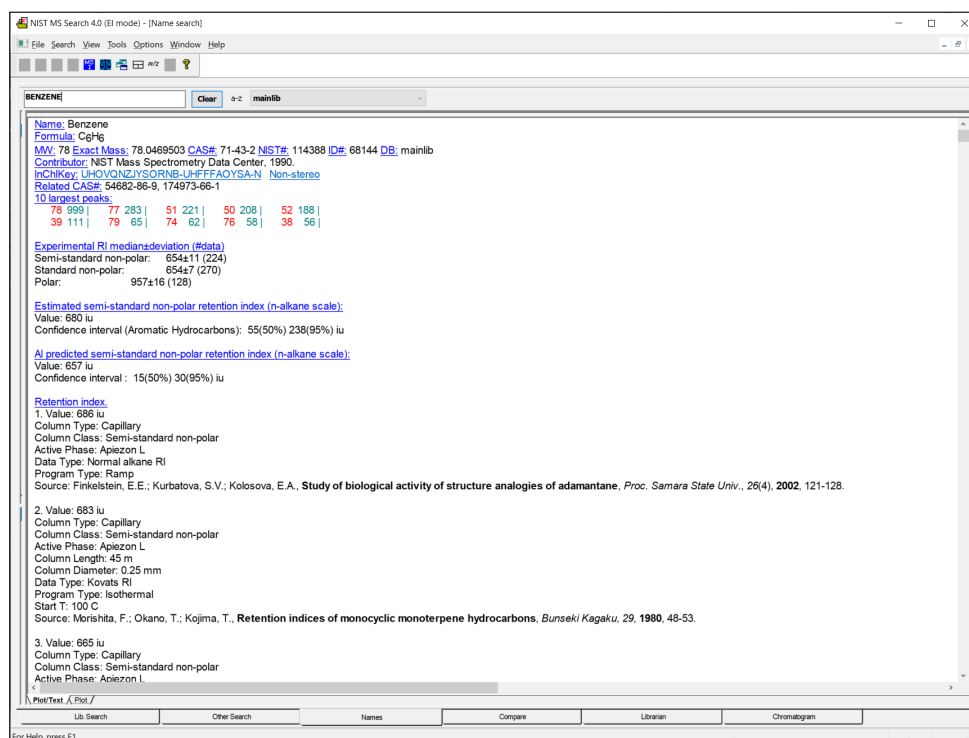 NIST MS Search 4.0 (EI mode) - [Name search]
File Search View Tools Options Window Help
m/z ?
BENZENE Clear a-z mainlib
Name: Benzene
Formula: C6H6
MW: 78 Exact Mass: 78.0469503 CAS#: 71-43-2 NIST#: 114388 ID#: 68144 DB: mainlib
Contributor: NIST Mass Spectrometry Data Center, 1990.
InChIKey: UHOVQNZJYSORNB-UHFFFAOYSA-N Non-stereo
Related CAS#: 54682-86-9, 174973-66-1
10 largest peaks:
78 999 | 77 283 | 51 221 | 50 208 | 52 188 |
39 111 | 79 65 | 74 62 | 76 58 | 38 56 |
Experimental RI median±deviation (#data)
Semi-standard non-polar: 654±11 (224)
Standard non-polar: 654±7 (270)
Polar: 957±16 (128)
Estimated semi-standard non-polar retention index (n-alkane scale):
Value: 680 iu
Confidence interval (Aromatic Hydrocarbons): 55(50%) 238(95%) iu
AI predicted semi-standard non-polar retention index (n-alkane scale):
Value: 657 iu
Confidence interval : 15(50%) 30(95%) iu
Retention index.
1. Value: 686 iu
Column Type: Capillary
Column Class: Semi-standard non-polar
Active Phase: Apiezon L
Data Type: Normal alkane RI
Program Type: Ramp
Source: Finkelstein, E.E.; Kurbatova, S.V.; Kolosova, E.A., Study of biological activity of structure analogies of adamantane, Proc. Samara State Univ., 26(4), 2002, 121-128.
2. Value: 683 iu
Column Type: Capillary
Column Class: Semi-standard non-polar
Active Phase: Apiezon L
Column Length: 45 m
Column Diameter: 0.25 mm
Data Type: Kovats RI
Program Type: Isothermal
Start T: 100 C
Source: Morishita, F.; Okano, T.; Kojima, T., Retention indices of monocyclic monoterpene hydrocarbons, Bunseki Kagaku, 29, 1980, 48-53.
3. Value: 665 iu
Column Type: Capillary
Column Class: Semi-standard non-polar
Active Phase: Apiezon L
Plot/Text Plot
Lib. Search Other Search Names Compare Librarian Chromatogram
For Help, press F1